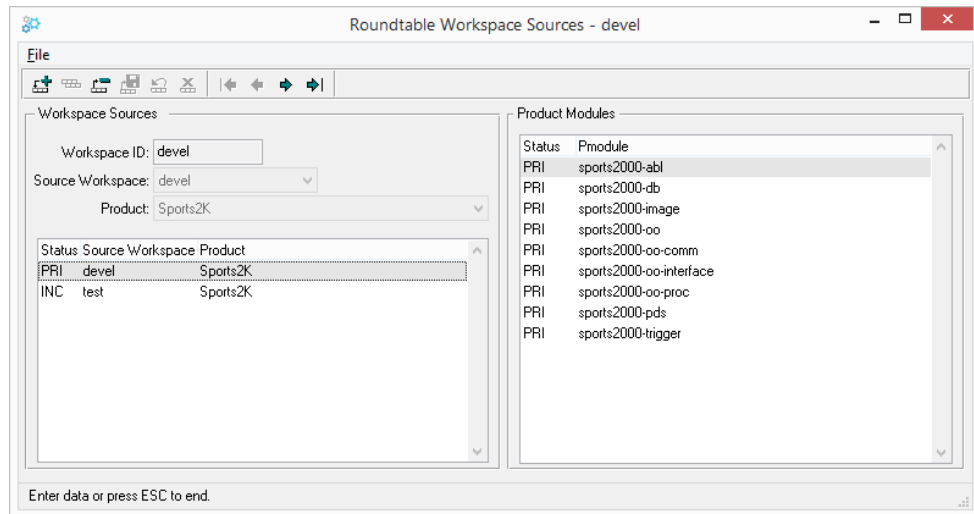 Roundtable Workspace Sources - devel
File
Workspace Sources
Workspace ID: devel
Source Workspace: devel
Product: Sports2K
Status Source Workspace Product
PRI devel Sports2K
INC test Sports2K
Product Modules
Status Pmodule
PRI sports2000-abl
PRI sports2000-db
PRI sports2000-image
PRI sports2000-oo
PRI sports2000-oo-comm
PRI sports2000-oo-interface
PRI sports2000-oo-proc
PRI sports2000-pds
PRI sports2000-trigger
Enter data or press ESC to end.